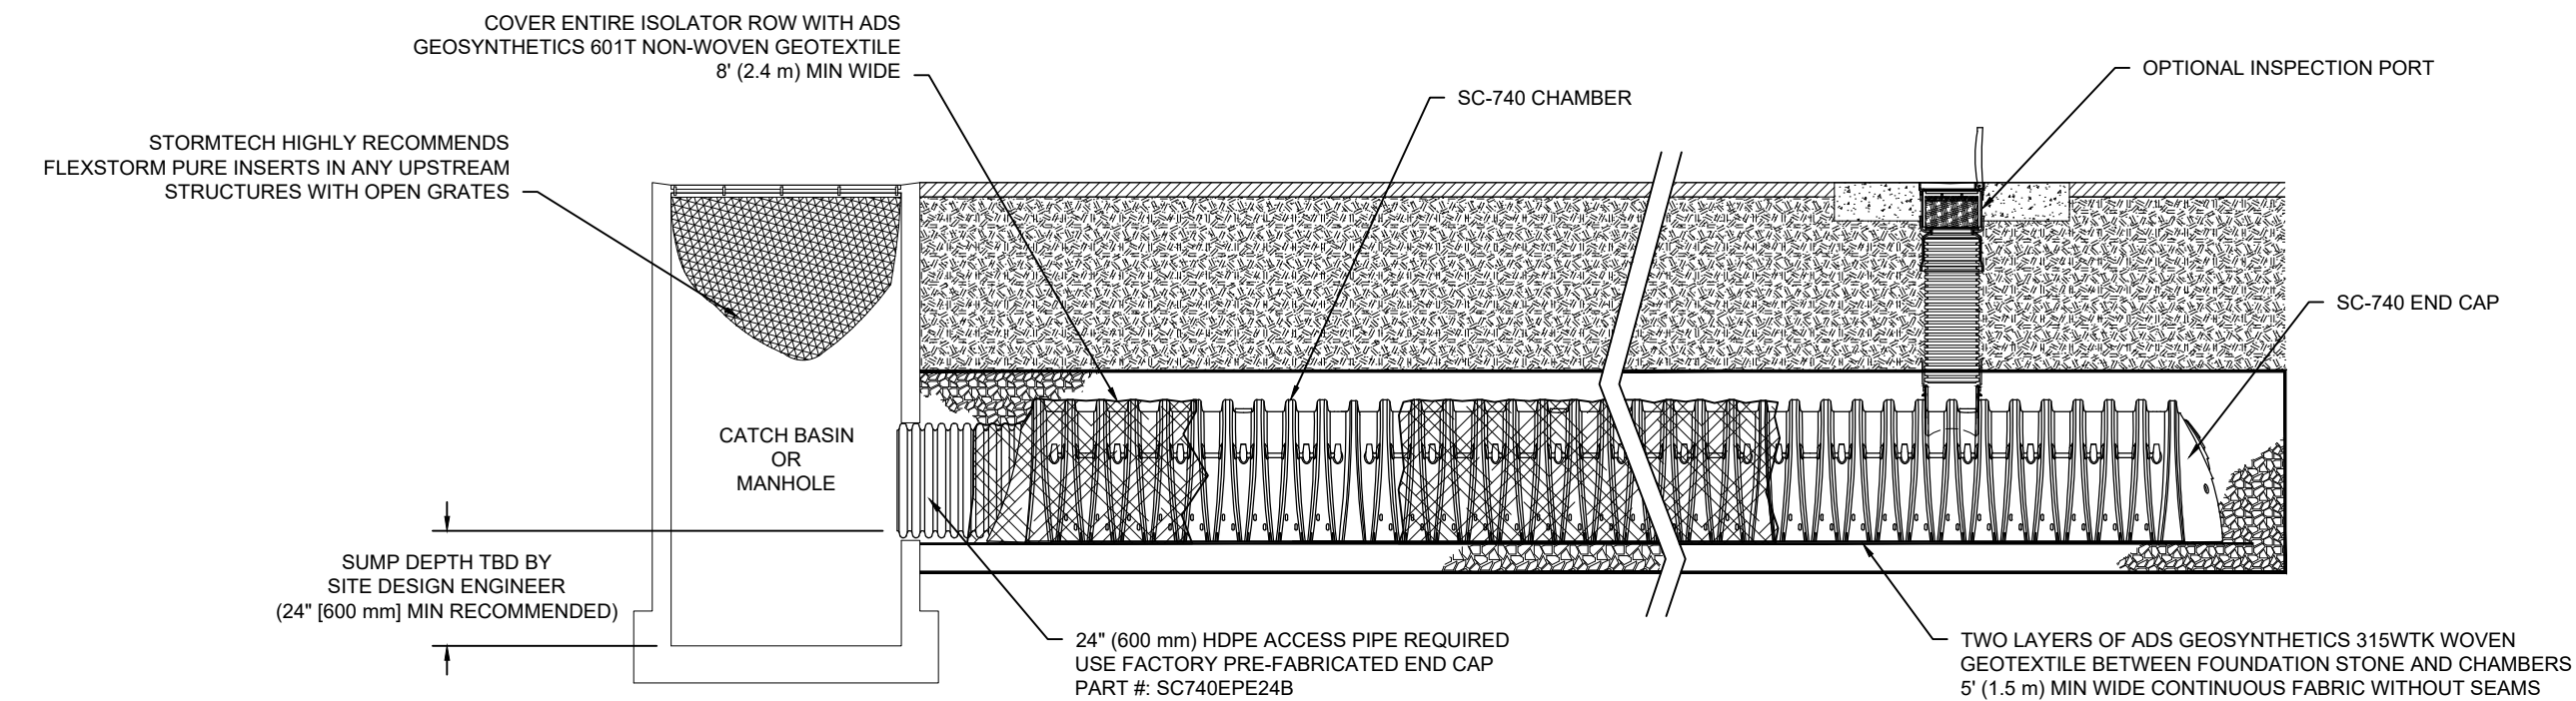 COVER ENTIRE ISOLATOR ROW WITH ADS
GEOSYNTHETICS 601T NON-WOVEN GEOTEXTILE
8' (2.4 m) MIN WIDE
OPTIONAL INSPECTION PORT
SC-740 CHAMBER
STORMTECH HIGHLY RECOMMENDS
FLEXSTORM PURE INSERTS IN ANY UPSTREAM
STRUCTURES WITH OPEN GRATES
SC-740 END CAP
CATCH BASIN
OR
MANHOLE
SUMP DEPTH TBD BY
SITE DESIGN ENGINEER
(24" [600 mm] MIN RECOMMENDED)
24" (600 mm) HDPE ACCESS PIPE REQUIRED
USE FACTORY PRE-FABRICATED END CAP
PART #: SC740EPE24B
TWO LAYERS OF ADS GEOSYNTHETICS 315WTK WOVEN
GEOTEXTILE BETWEEN FOUNDATION STONE AND CHAMBERS
5' (1.5 m) MIN WIDE CONTINUOUS FABRIC WITHOUT SEAMS